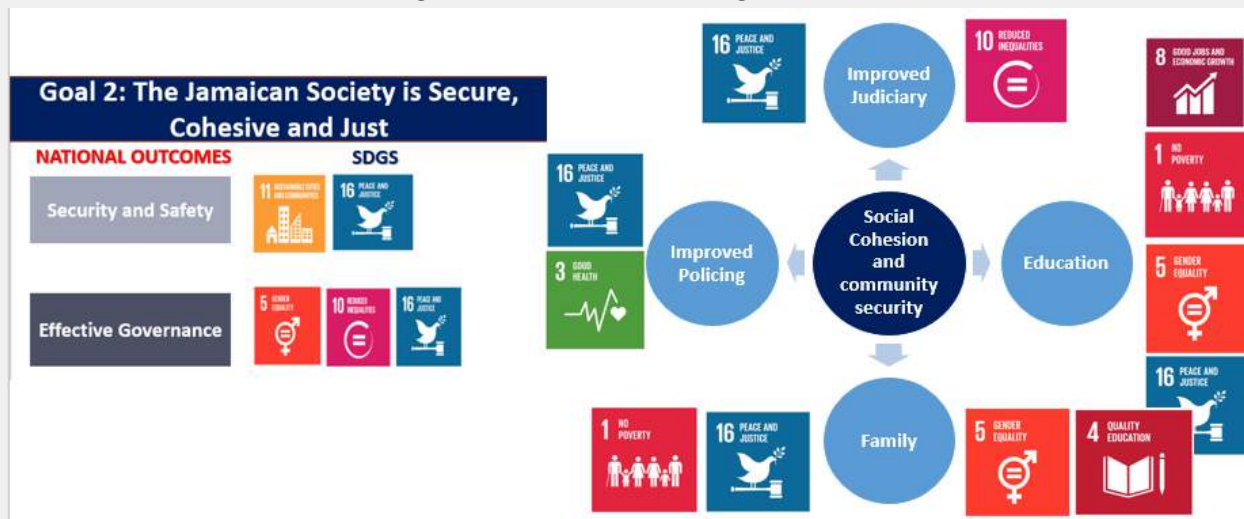 Goal 2: The Jamaican Society is Secure,
Cohesive and Just
NATIONAL OUTCOMES
SDGS
Security and Safety
11 SUSTAINABLE CITIES
AND COMMUNITIES
16 PEACE AND
JUSTICE
Effective Governance
5 GENDER
EQUALITY
10 REDUCED
INEQUALITIES
16 PEACE AND
JUSTICE
16 PEACE AND
JUSTICE
Improved
Judiciary
10 REDUCED
INEQUALITIES
16 PEACE AND
JUSTICE
3 GOOD
HEALTH
Improved
Policing
Social
Cohesion
and
community
security
Education
8 GOOD JOBS AND
ECONOMIC GROWTH
1 NO
POVERTY
5 GENDER
EQUALITY
16 PEACE AND
JUSTICE
1 NO
POVERTY
16 PEACE AND
JUSTICE
Family
5 GENDER
EQUALITY
4 QUALITY
EDUCATION